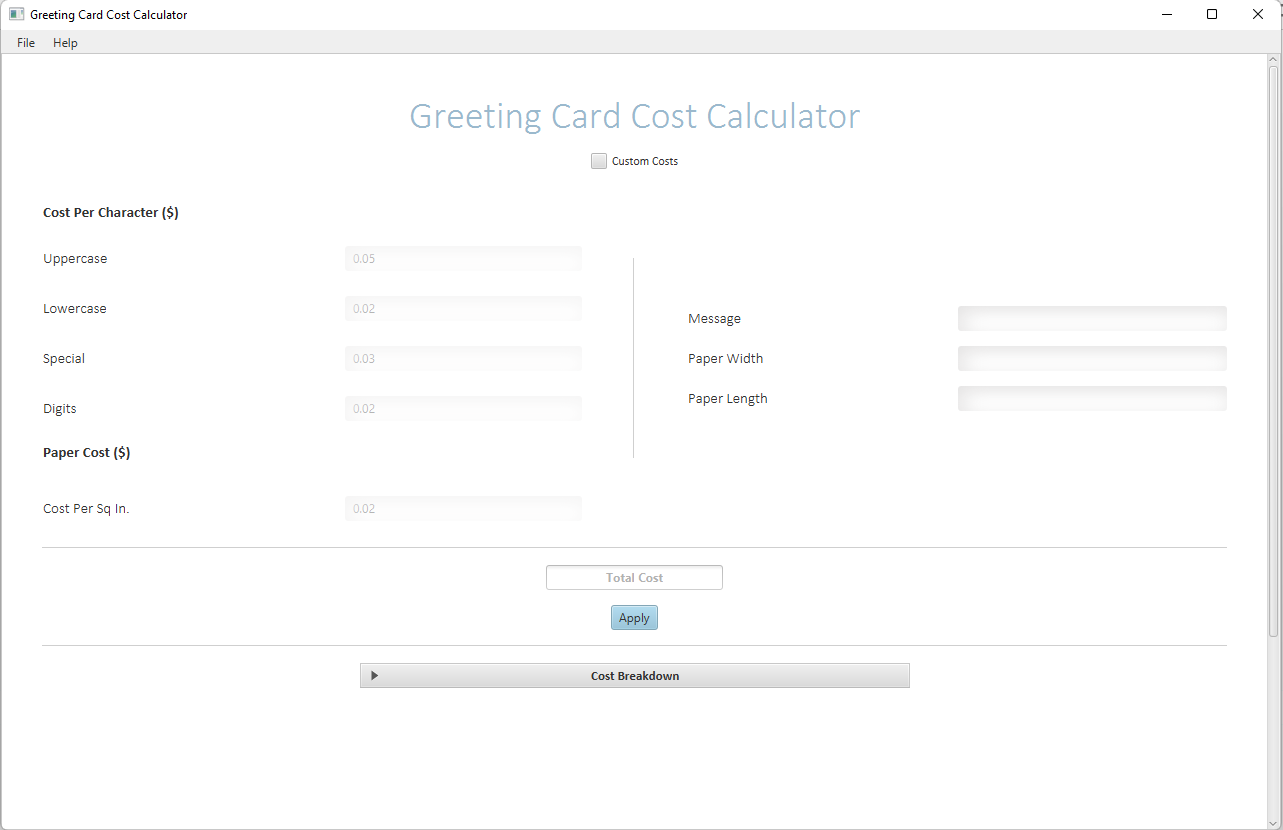 Greeting Card Cost Calculator
File Help
Greeting Card Cost Calculator
Custom Costs
Cost Per Character ($)
Uppercase 0.05
Lowercase 0.02
Special 0.03
Digits 0.02
Message
Paper Width
Paper Length
Paper Cost ($)
Cost Per Sq In. 0.02
Total Cost
Apply
Cost Breakdown